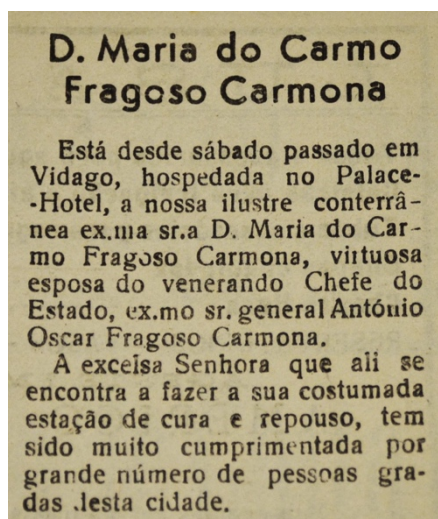 D. Maria do Carmo
Fragoso Carmona
Está desde sábado passado em
Vidago, hospedada no Palace-
-Hotel, a nossa ilustre conterrâ-
nea ex.ma sr.a D. Maria do Car-
mo Fragoso Carmona, virtuosa
esposa do venerando Chefe do
Estado, ex.mo sr. general António
Oscar Fragoso Carmona.
A excelsa Senhora que ali se
encontra a fazer a sua costumada
estação de cura e repouso, tem
sido muito cumprimentada por
grande número de pessoas gra-
das desta cidade.